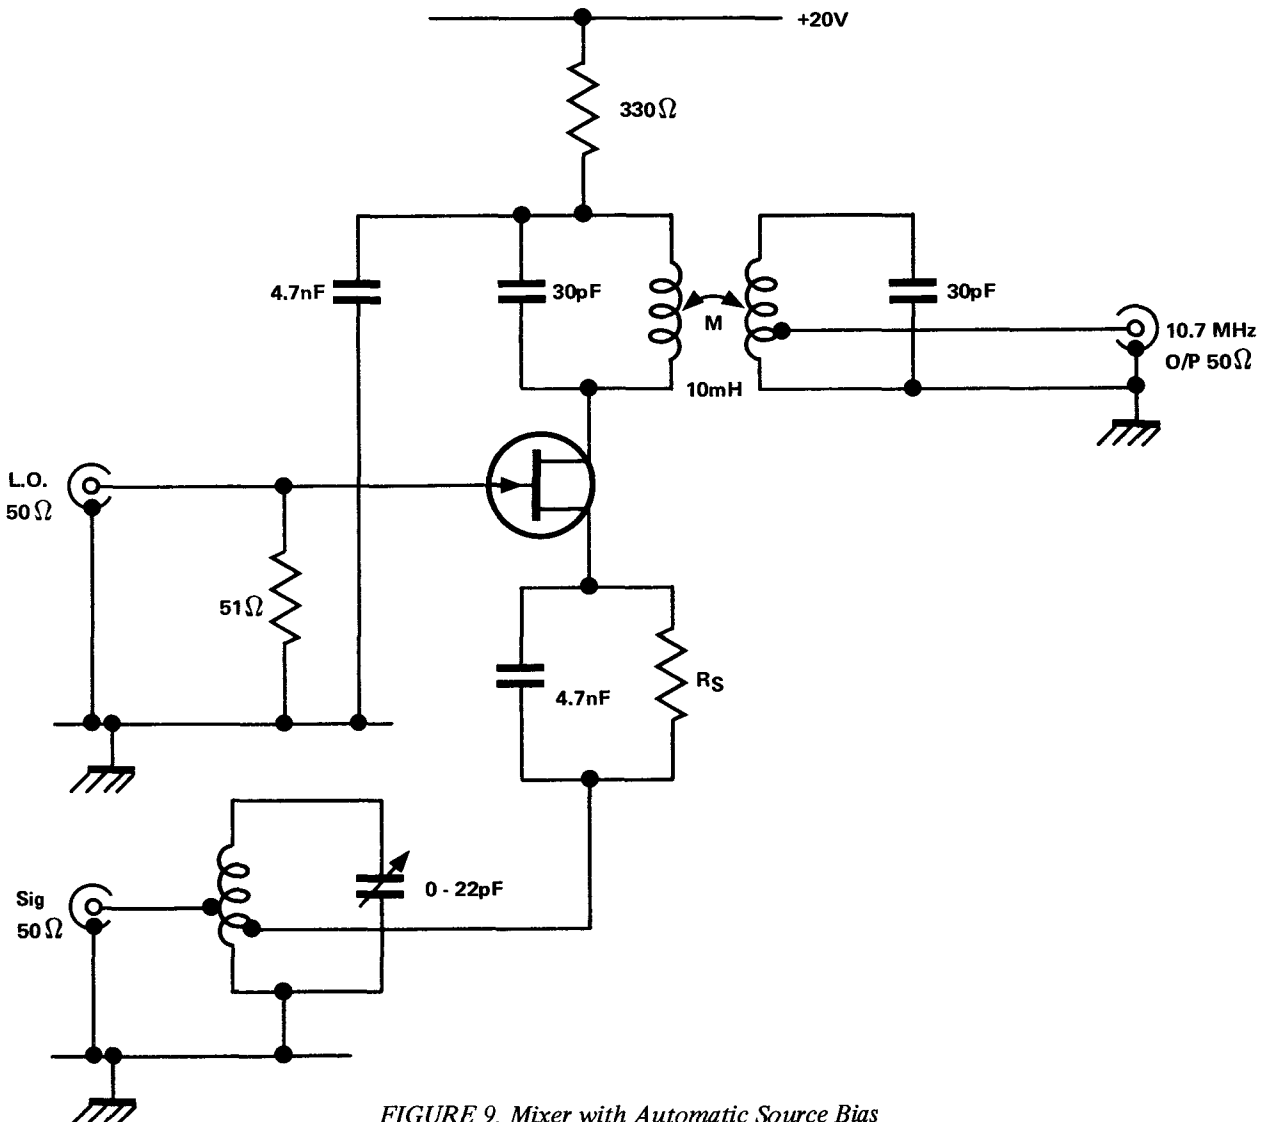 +20V
330Ω
4.7nF
30pF
M
30pF
10.7 MHz
O/P 50Ω
10mH
L.O.
50Ω
51Ω
4.7nF
RS
Sig
50Ω
0 - 22pF
FIGURE 9. Mixer with Automatic Source Bias